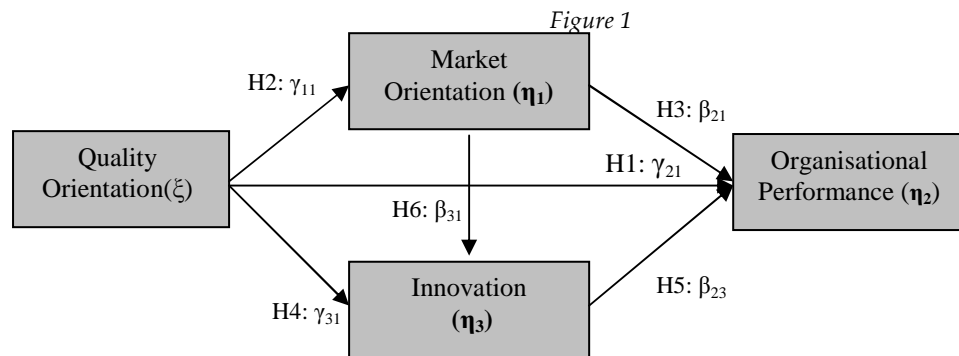 Figure 1
Market
Orientation (η₁)
H2: γ₁₁
H3: β₂₁
Quality
Orientation(ξ)
H1: γ₂₁
Organisational
Performance (η₂)
H6: β₃₁
H4: γ₃₁
Innovation
(η₃)
H5: β₂₃